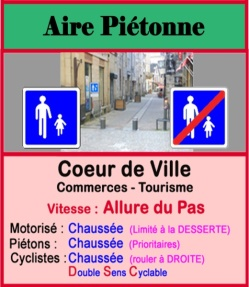 Aire Piétonne
Coeur de Ville
Commerces - Tourisme
Vitesse : Allure du Pas
Motorisé : Chaussée (Limité à la DESSERTE)
Piétons : Chaussée (Prioritaires)
Cyclistes : Chaussée (rouler à DROITE)
Double Sens Cyclable